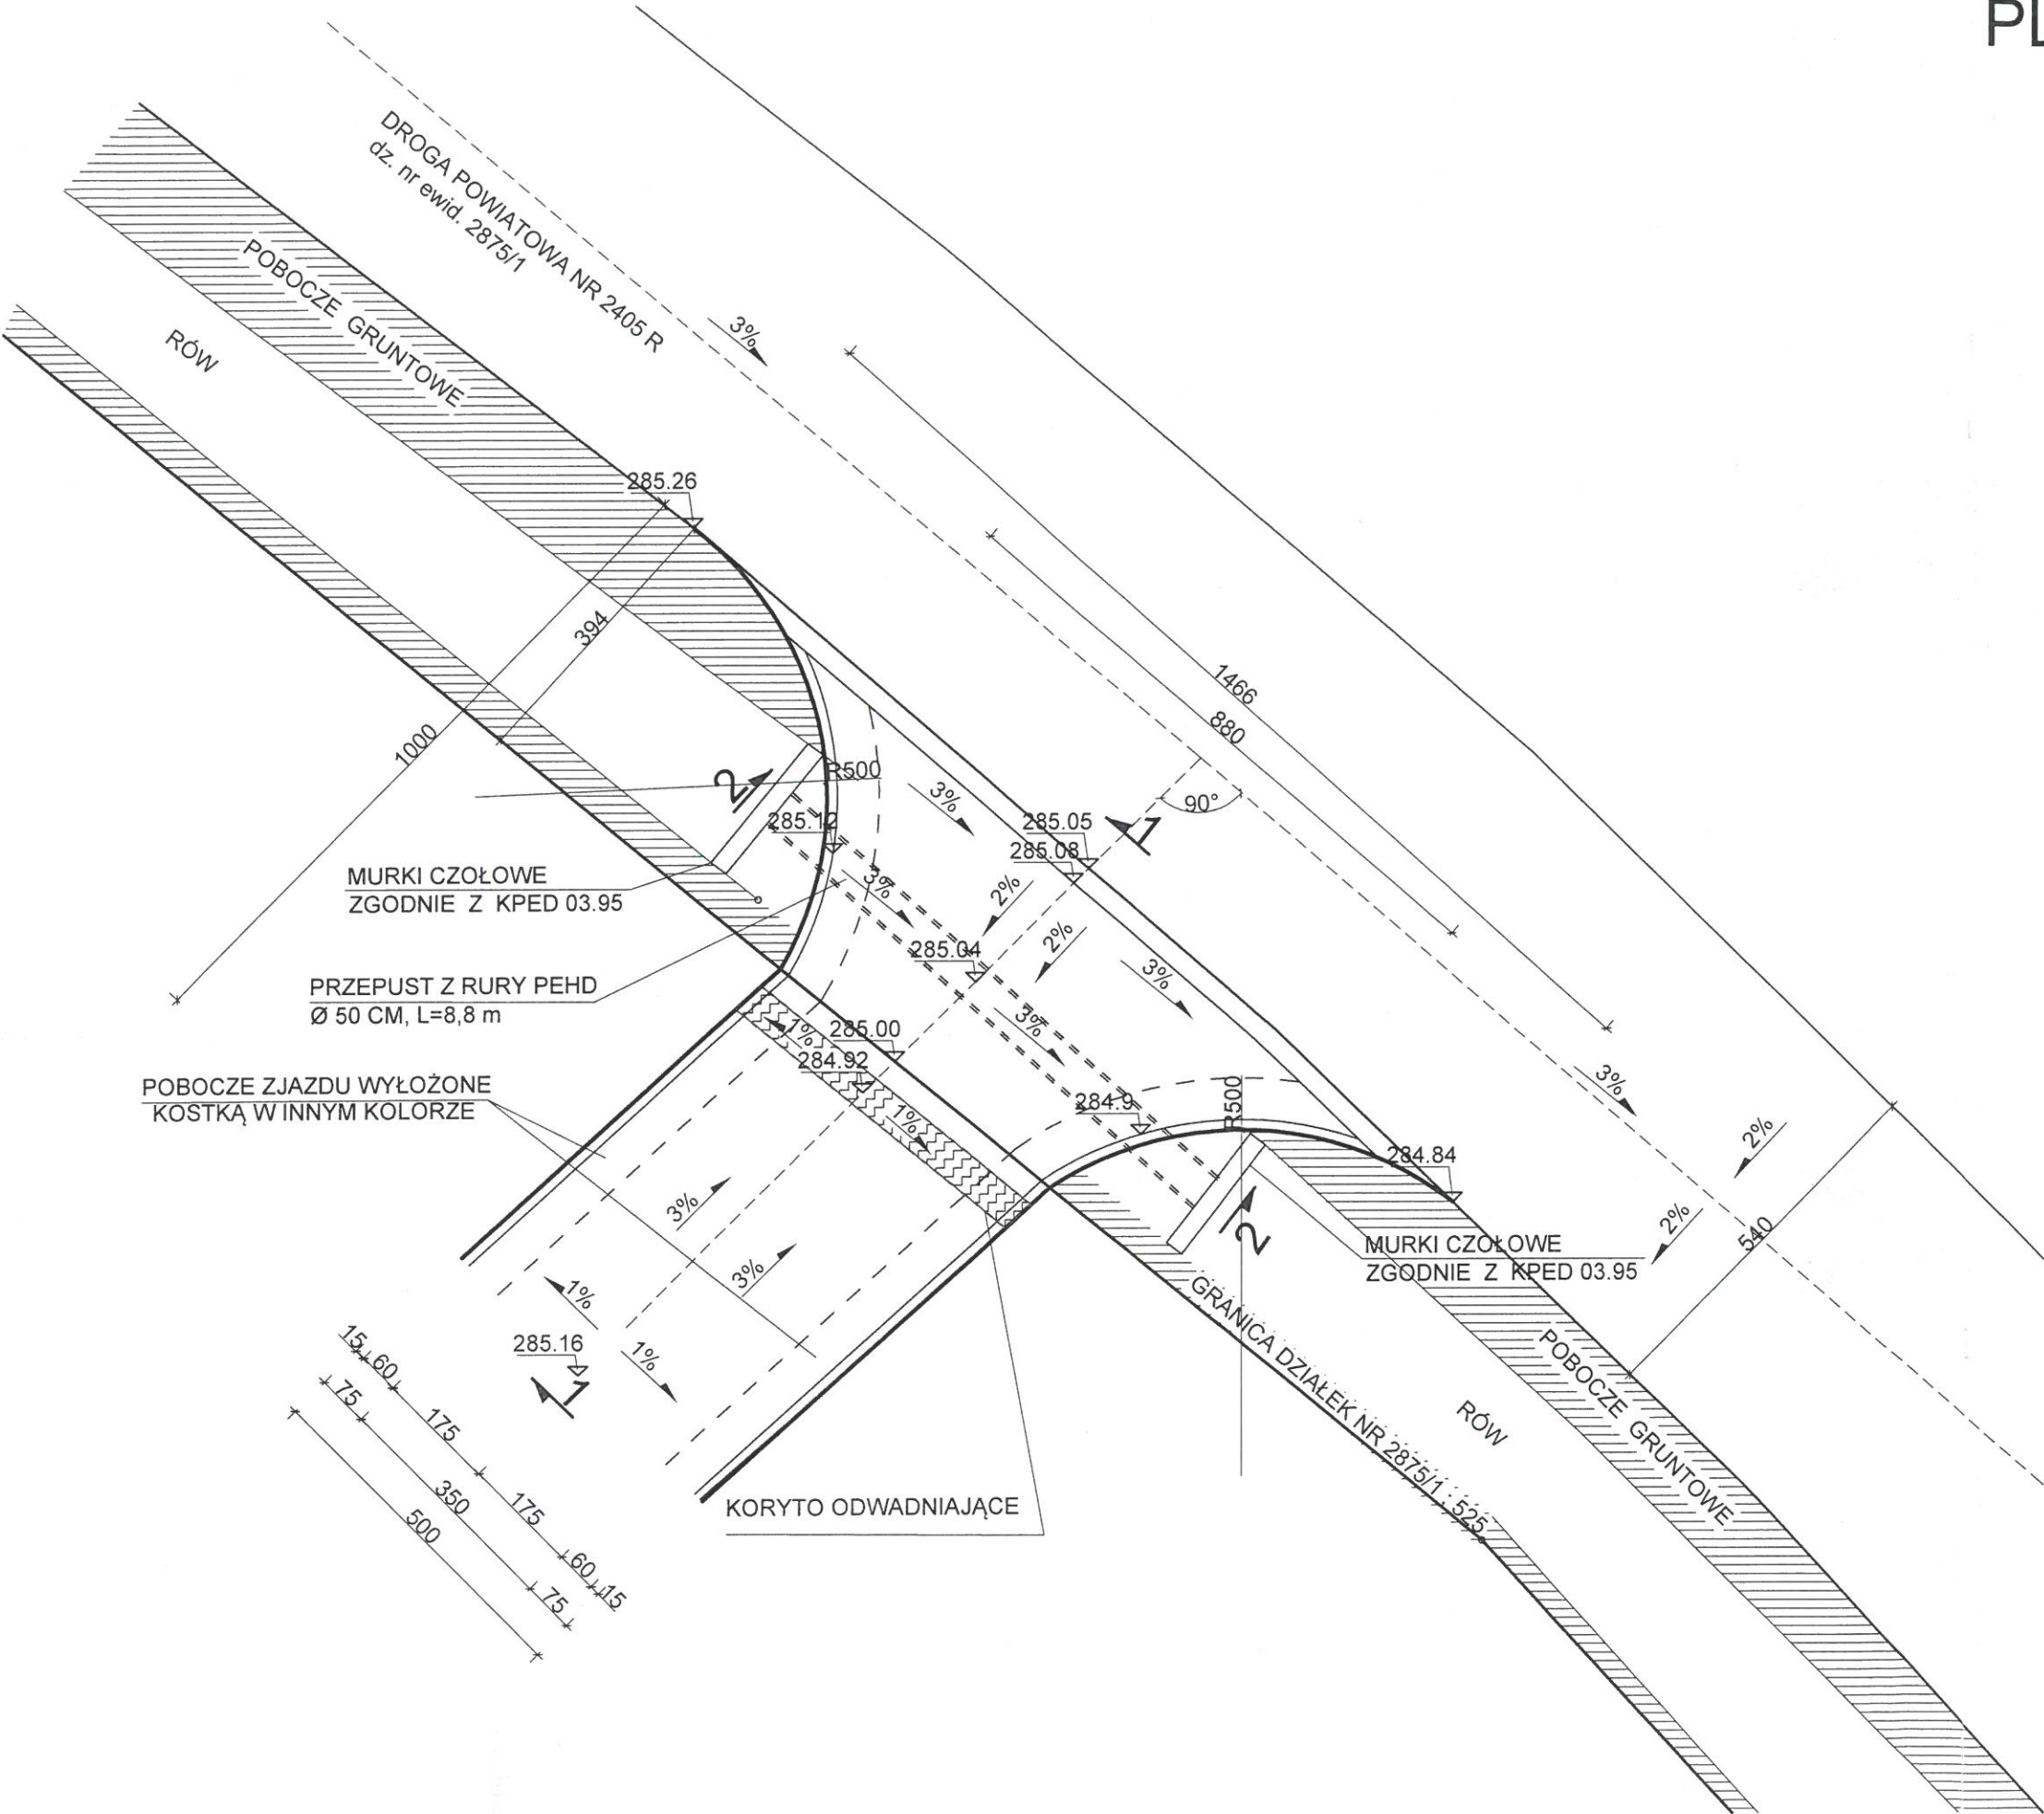 PL
DROGA POWIATOWA NR 2405 R
dz. nr ewid. 2875/1
POBOCZE GRUNTOWE
RÓW
3%
285.26
394
1000
1466
880
90°
R500
2
3%
285.12
285.05
285.08
1
MURKI CZOŁOWE
ZGODNIE Z KPED 03.95
3%
2%
2%
285.04
3%
PRZEPUST Z RURY PEHD
Ø 50 CM, L=8,8 m
3%
1%
285.00
284.92
POBOCZE ZJAZDU WYŁOŻONE
KOSTKĄ W INNYM KOLORZE
1%
284.9
R500
284.84
3%
2%
2%
540
3%
3%
2
MURKI CZOŁOWE
ZGODNIE Z KPED 03.95
1%
285.16
1%
1
GRANICA DZIAŁEK NR 2875/1 : 525
RÓW
POBOCZE GRUNTOWE
15
60
175
175
60
15
75
350
75
500
KORYTO ODWADNIAJĄCE